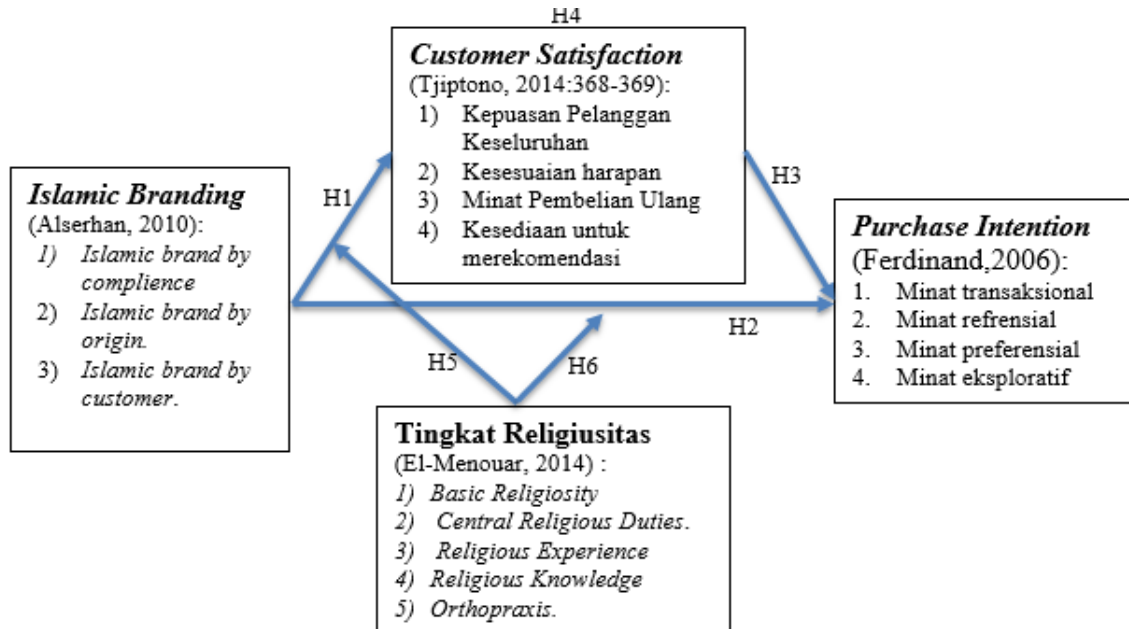 H4
Customer Satisfaction
(Tjiptono, 2014:368-369):
1) Kepuasan Pelanggan
Keseluruhan
2) Kesesuaian harapan
3) Minat Pembelian Ulang
4) Kesediaan untuk
merekomendasi
Islamic Branding
(Alserhan, 2010):
1) Islamic brand by
complience
2) Islamic brand by
origin.
3) Islamic brand by
customer.
H1
H3
Purchase Intention
(Ferdinand,2006):
1. Minat transaksional
2. Minat refrensial
3. Minat preferensial
4. Minat eksploratif
H2
H5
H6
Tingkat Religiusitas
(El-Menouar, 2014) :
1) Basic Religiosity
2) Central Religious Duties.
3) Religious Experience
4) Religious Knowledge
5) Orthopraxis.